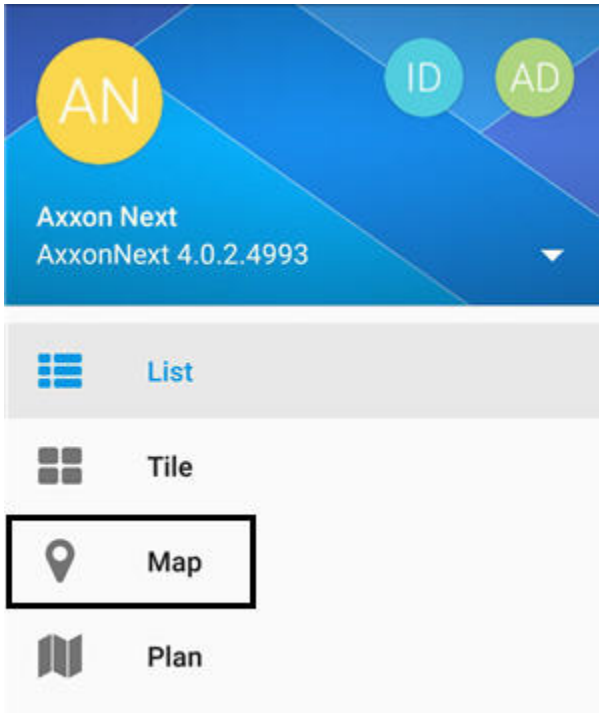 AN
ID
AD
Axxon Next
AxxonNext 4.0.2.4993
List
Tile
Map
Plan